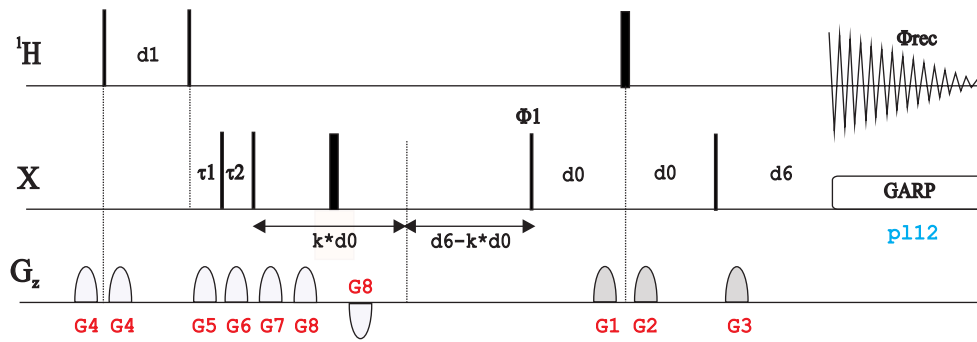 ¹H d1 Φrec
Φ1
X τ1 τ2 d0 d0 d6 GARP
k*d0 d6-k*d0 pl12
Gz G8
G4 G4 G5 G6 G7 G8 G1 G2 G3